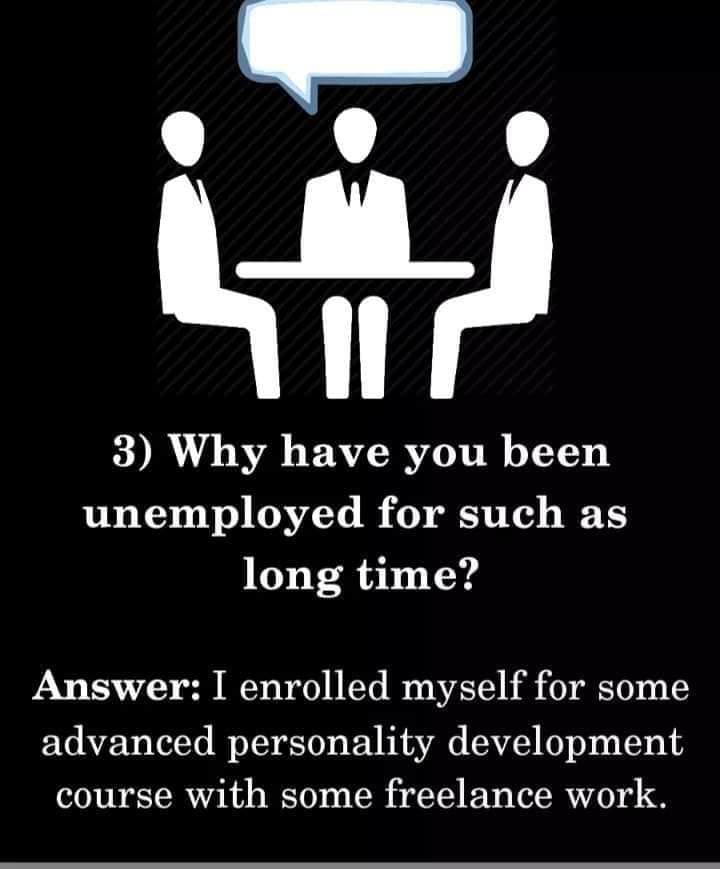 3) Why have you been
unemployed for such as
long time?
Answer: I enrolled myself for some
advanced personality development
course with some freelance work.